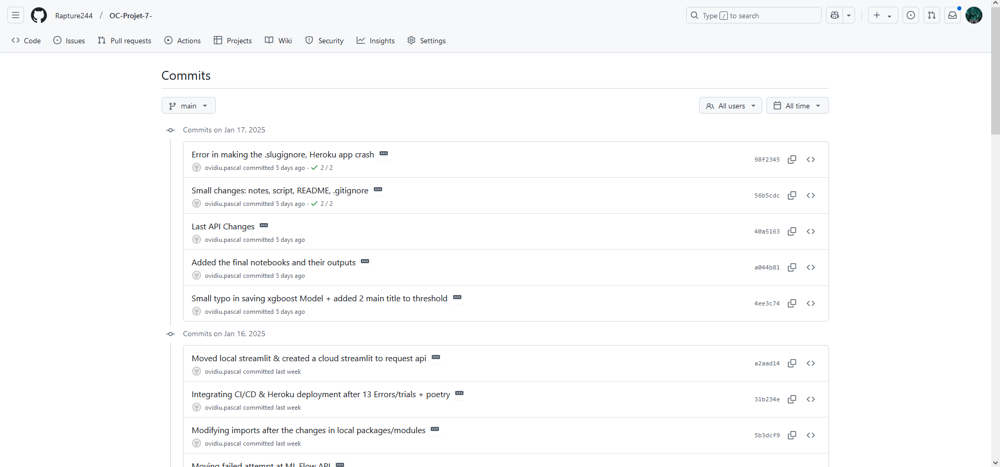 Rapture244 / OC-Projet-7-
Type / to search
Code Issues Pull requests Actions Projects Wiki Security Insights Settings
Commits
main All users All time
Commits on Jan 17, 2025
Error in making the .slugignore, Heroku app crash
ovidiu.pascal committed 5 days ago · 2 / 2
98f2345
Small changes: notes, script, README, .gitignore
ovidiu.pascal committed 5 days ago · 2 / 2
56b5cdc
Last API Changes
ovidiu.pascal committed 5 days ago
40a5163
Added the final notebooks and their outputs
ovidiu.pascal committed 5 days ago
a044b81
Small typo in saving xgboost Model + added 2 main title to threshold
ovidiu.pascal committed 5 days ago
4ee3c74
Commits on Jan 16, 2025
Moved local streamlit & created a cloud streamlit to request api
ovidiu.pascal committed last week
a2aad14
Integrating CI/CD & Heroku deployment after 13 Errors/trials + poetry
ovidiu.pascal committed last week
31b234e
Modifying imports after the changes in local packages/modules
ovidiu.pascal committed last week
5b3dcf9
Moving failed attempt at ML Flow API